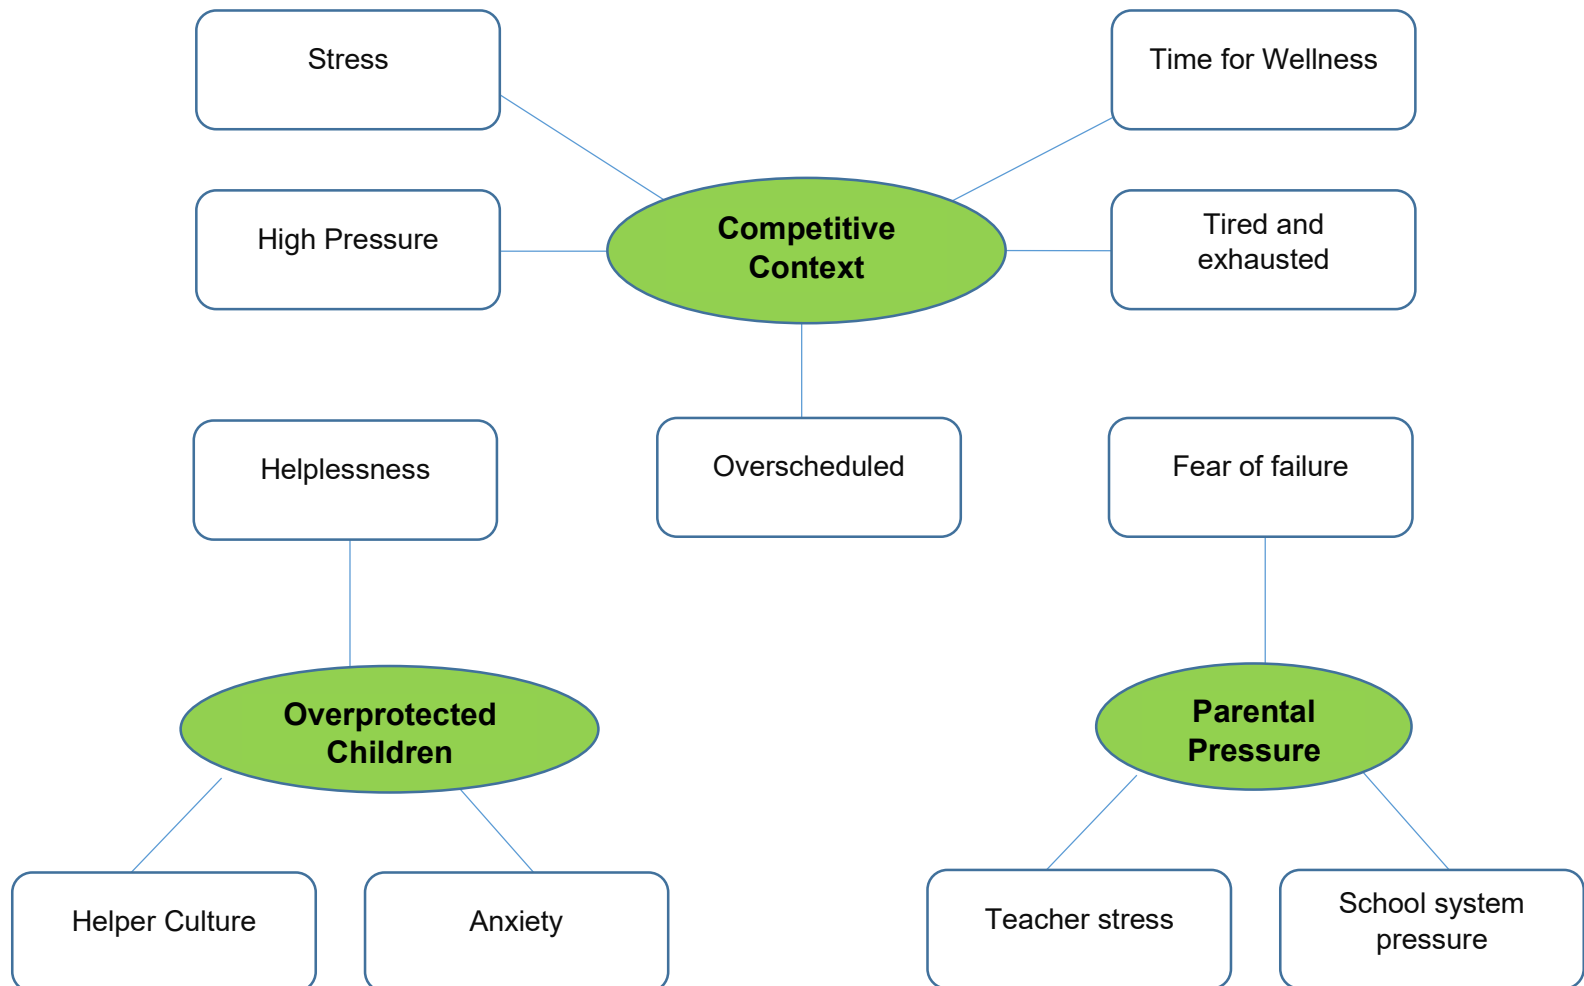 Stress
Time for Wellness
High Pressure
Competitive
Context
Tired and
exhausted
Helplessness
Overscheduled
Fear of failure
Overprotected
Children
Parental
Pressure
Helper Culture
Anxiety
Teacher stress
School system
pressure